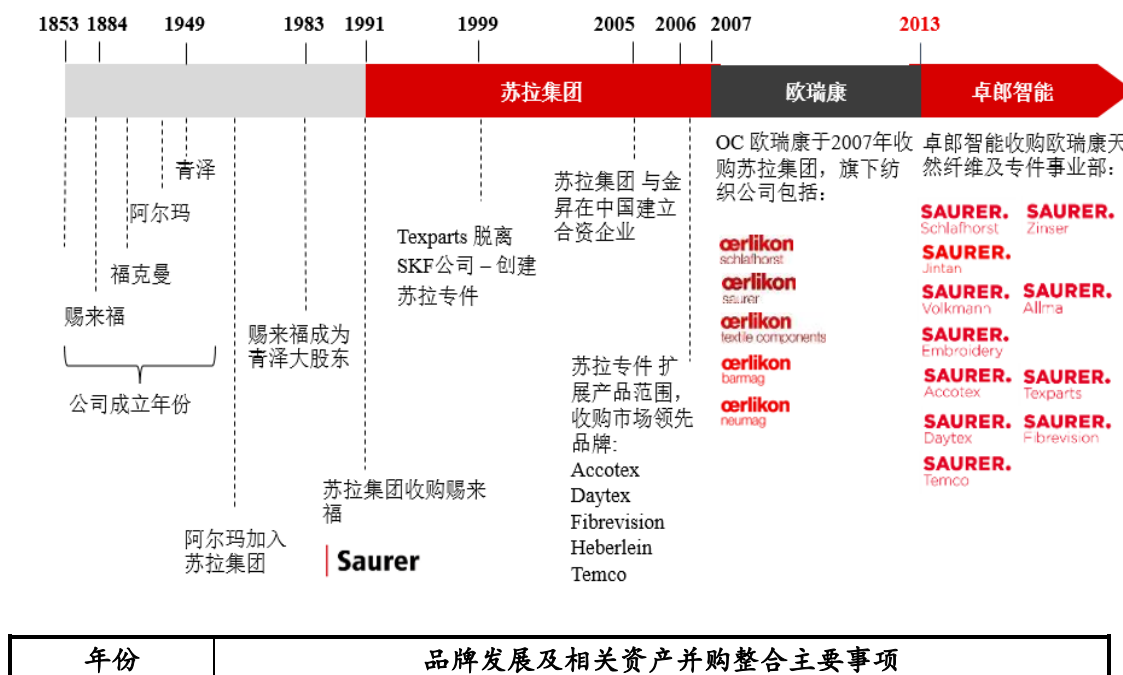 1853 1884 1949 1983 1991 1999 2005 2006 2007 2013
苏拉集团 欧瑞康 卓郎智能
青泽
阿尔玛
福克曼
赐来福
公司成立年份
阿尔玛加入
苏拉集团
赐来福成为
青泽大股东
苏拉集团收购赐来
福
Saurer
Texparts 脱离
SKF公司 – 创建
苏拉专件
苏拉集团 与金
昇在中国建立
合资企业
苏拉专件 扩
展产品范围，
收购市场领先
品牌:
Accotex
Daytex
Fibrevision
Heberlein
Temco
OC 欧瑞康于2007年收
购苏拉集团，旗下纺
织公司包括：
œrlikon
schlafhorst
œrlikon
saurer
œrlikon
textile components
œrlikon
barmag
œrlikon
neumag
卓郎智能收购欧瑞康天
然纤维及专件事业部：
SAURER. SAURER.
Schlafhorst Zinser
SAURER.
Jintan
SAURER. SAURER.
Volkmann Allma
SAURER.
Embroidery
SAURER. SAURER.
Accotex Texparts
SAURER. SAURER.
Daytex Fibrevision
SAURER.
Temco
年份 品牌发展及相关资产并购整合主要事项